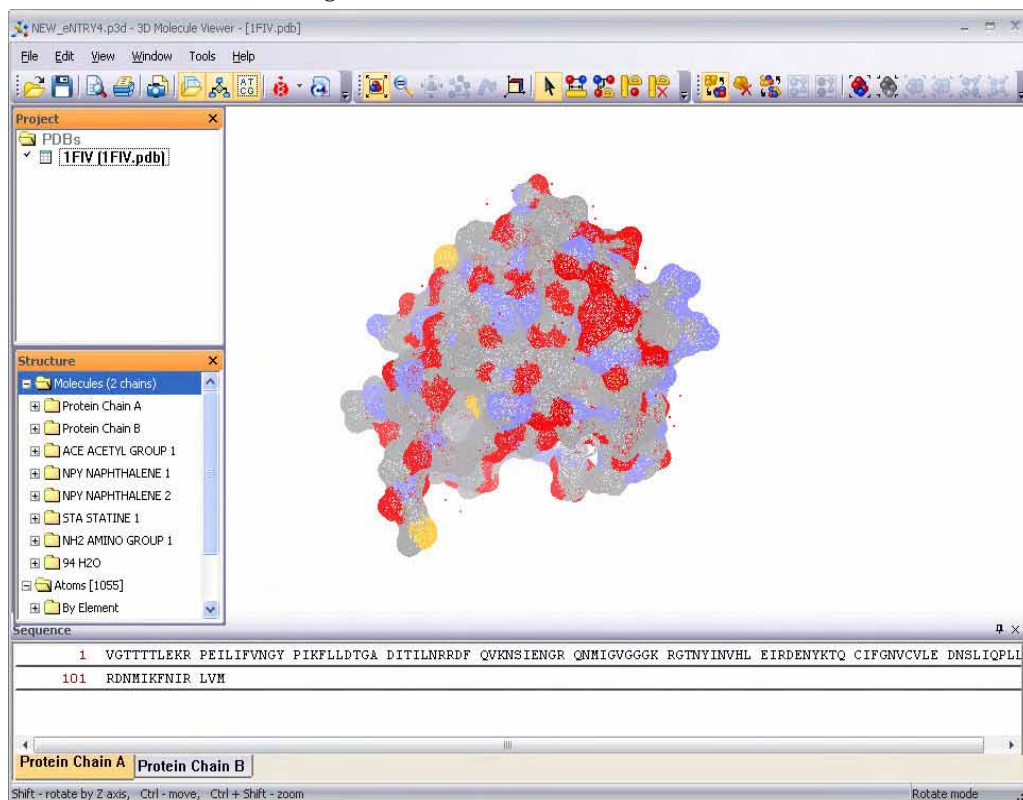 NEW_eNTRY4.p3d - 3D Molecule Viewer - [1FIV.pdb]
File Edit View Window Tools Help
AT
CG
Project
PDBs
1FIV (1FIV.pdb)
Structure
Molecules (2 chains)
Protein Chain A
Protein Chain B
ACE ACETYL GROUP 1
NPY NAPHTHALENE 1
NPY NAPHTHALENE 2
STA STATINE 1
NH2 AMINO GROUP 1
94 H2O
Atoms [1055]
By Element
Sequence
1 VGTTTTLEKR PEILIFVNGY PIKFLLDTGA DITILNRRDF QVKNSIENGR QNMIGVGGGK RGTNYINVHL EIRDENYKTQ CIFGNVCVLE DNSLIQPLL
101 RDNMIKFNIR LVM
Protein Chain A Protein Chain B
Shift - rotate by Z axis, Ctrl - move, Ctrl + Shift - zoom Rotate mode